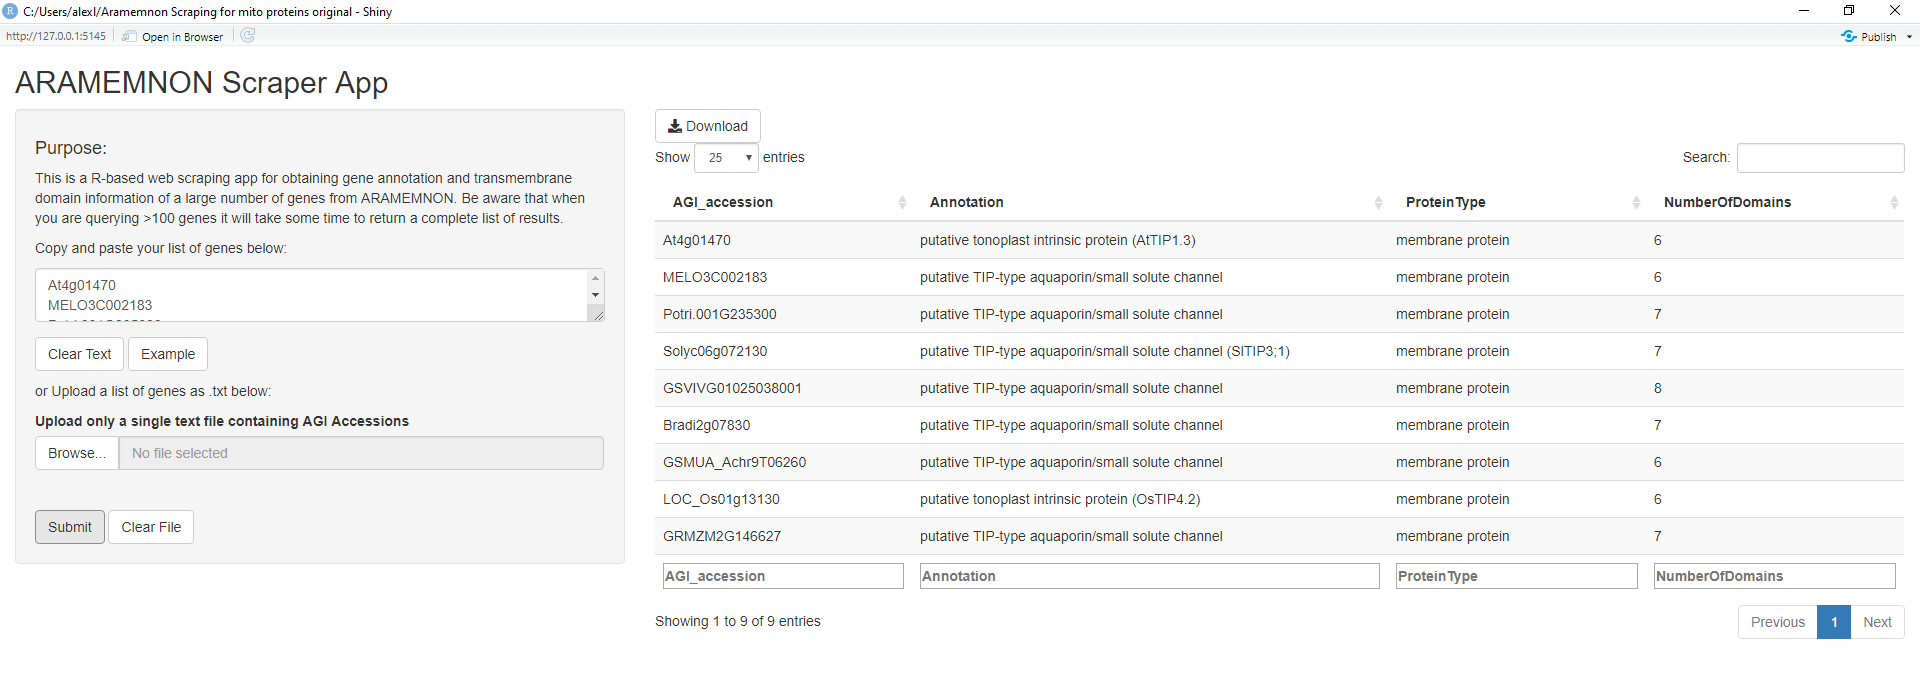 C:/Users/alexl/Aramemnon Scraping for mito proteins original - Shiny
http://127.0.0.1:5145 Open in Browser Publish
ARAMEMNON Scraper App
Purpose:
This is a R-based web scraping app for obtaining gene annotation and transmembrane
domain information of a large number of genes from ARAMEMNON. Be aware that when
you are querying >100 genes it will take some time to return a complete list of results.
Copy and paste your list of genes below:
At4g01470
MELO3C002183
Clear Text Example
or Upload a list of genes as .txt below:
Upload only a single text file containing AGI Accessions
Browse... No file selected
Submit Clear File
Download
Show 25 entries Search:
AGI_accession Annotation ProteinType NumberOfDomains
At4g01470 putative tonoplast intrinsic protein (AtTIP1.3) membrane protein 6
MELO3C002183 putative TIP-type aquaporin/small solute channel membrane protein 6
Potri.001G235300 putative TIP-type aquaporin/small solute channel membrane protein 7
Solyc06g072130 putative TIP-type aquaporin/small solute channel (SlTIP3;1) membrane protein 7
GSVIVG01025038001 putative TIP-type aquaporin/small solute channel membrane protein 8
Bradi2g07830 putative TIP-type aquaporin/small solute channel membrane protein 7
GSMUA_Achr9T06260 putative TIP-type aquaporin/small solute channel membrane protein 6
LOC_Os01g13130 putative tonoplast intrinsic protein (OsTIP4.2) membrane protein 6
GRMZM2G146627 putative TIP-type aquaporin/small solute channel membrane protein 7
AGI_accession Annotation ProteinType NumberOfDomains
Showing 1 to 9 of 9 entries Previous 1 Next